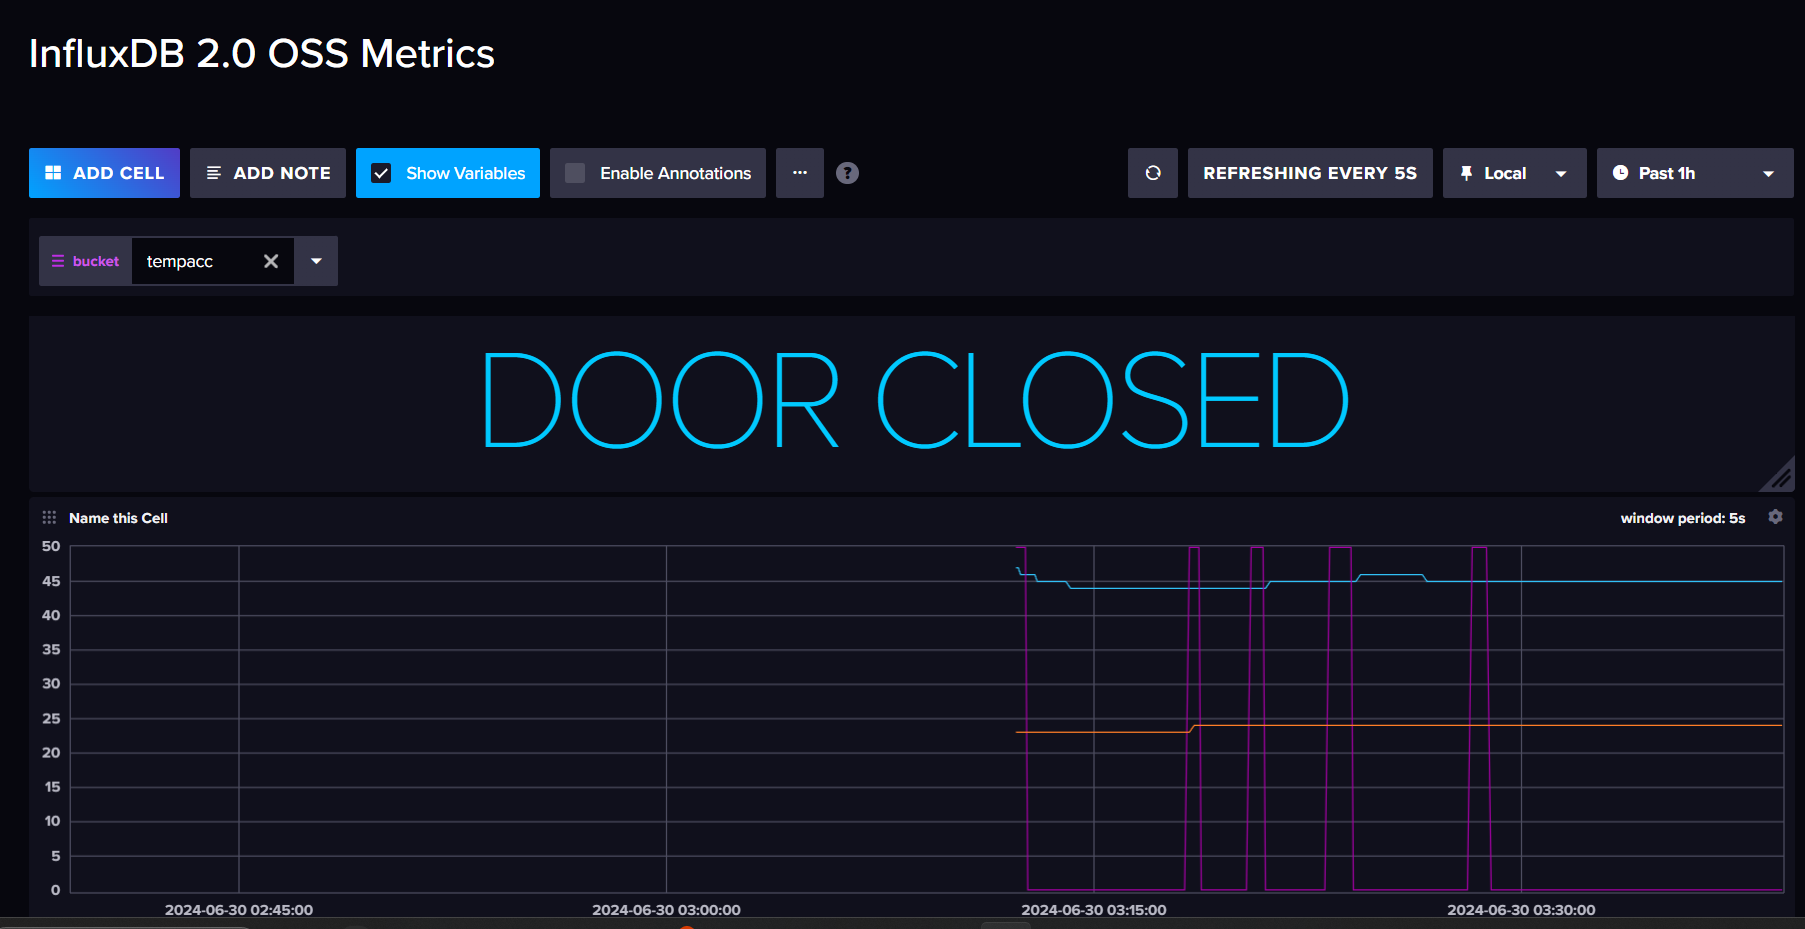 InfluxDB 2.0 OSS Metrics
ADD CELL ADD NOTE Show Variables Enable Annotations ... ? REFRESHING EVERY 5S Local Past 1h
bucket tempacc
DOOR CLOSED
Name this Cell window period: 5s
50
45
40
35
30
25
20
15
10
5
0
2024-06-30 02:45:00 2024-06-30 03:00:00 2024-06-30 03:15:00 2024-06-30 03:30:00